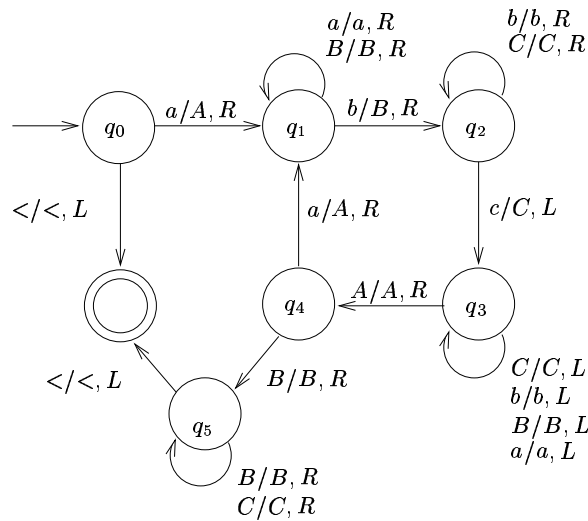 a/a, R
B/B, R
b/b, R
C/C, R
q0
a/A, R
q1
b/B, R
q2
</</, L
a/A, R
c/C, L
q4
A/A, R
q3
</</, L
B/B, R
q5
B/B, R
C/C, R
C/C, L
b/b, L
B/B, L
a/a, L